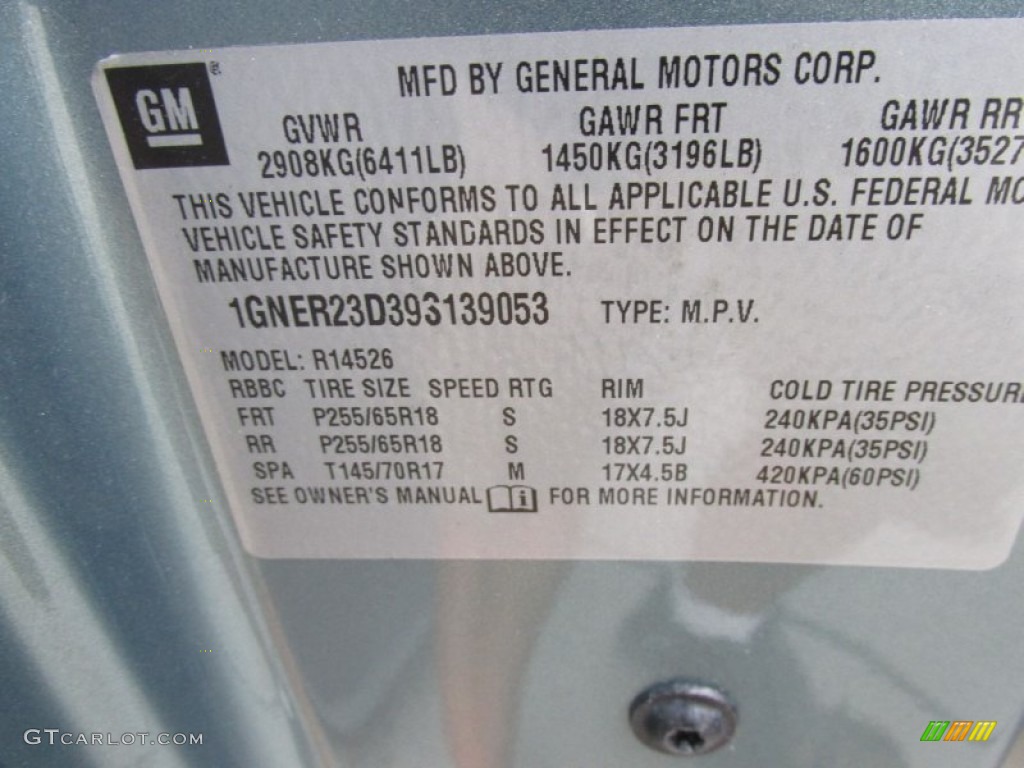 GM ®
MFD BY GENERAL MOTORS CORP.
GVWR GAWR FRT GAWR RR
2908KG(6411LB) 1450KG(3196LB) 1600KG(3527
THIS VEHICLE CONFORMS TO ALL APPLICABLE U.S. FEDERAL MO
VEHICLE SAFETY STANDARDS IN EFFECT ON THE DATE OF
MANUFACTURE SHOWN ABOVE.
1GNER23D393139053 TYPE: M.P.V.
MODEL: R14526
RBBC TIRE SIZE SPEED RTG RIM COLD TIRE PRESSURE
FRT P255/65R18 S 18X7.5J 240KPA(35PSI)
RR P255/65R18 S 18X7.5J 240KPA(35PSI)
SPA T145/70R17 M 17X4.5B 420KPA(60PSI)
SEE OWNER'S MANUAL i FOR MORE INFORMATION.
GTCARLOT.COM